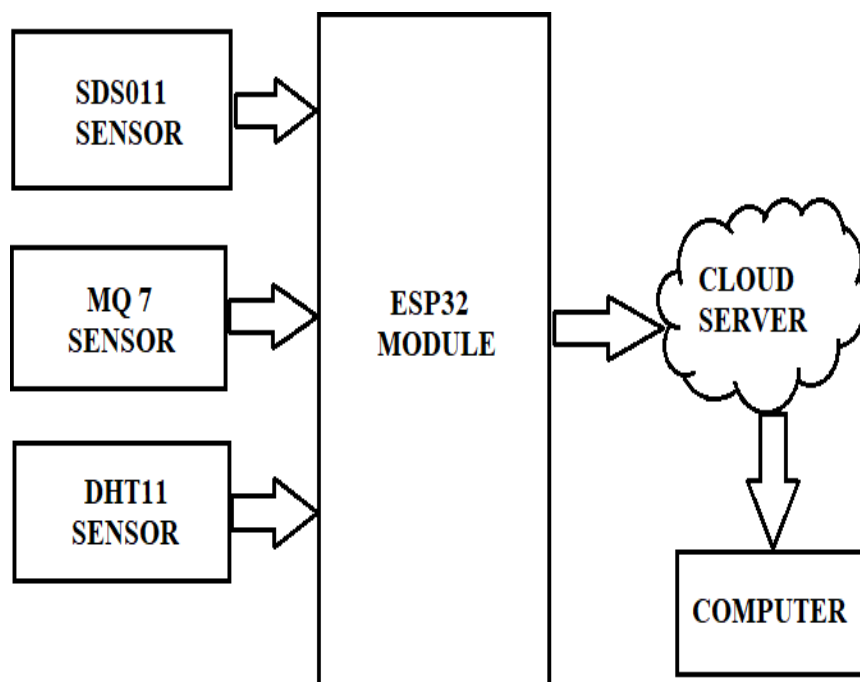 SDS011
SENSOR
MQ 7
SENSOR
DHT11
SENSOR
ESP32
MODULE
CLOUD
SERVER
COMPUTER